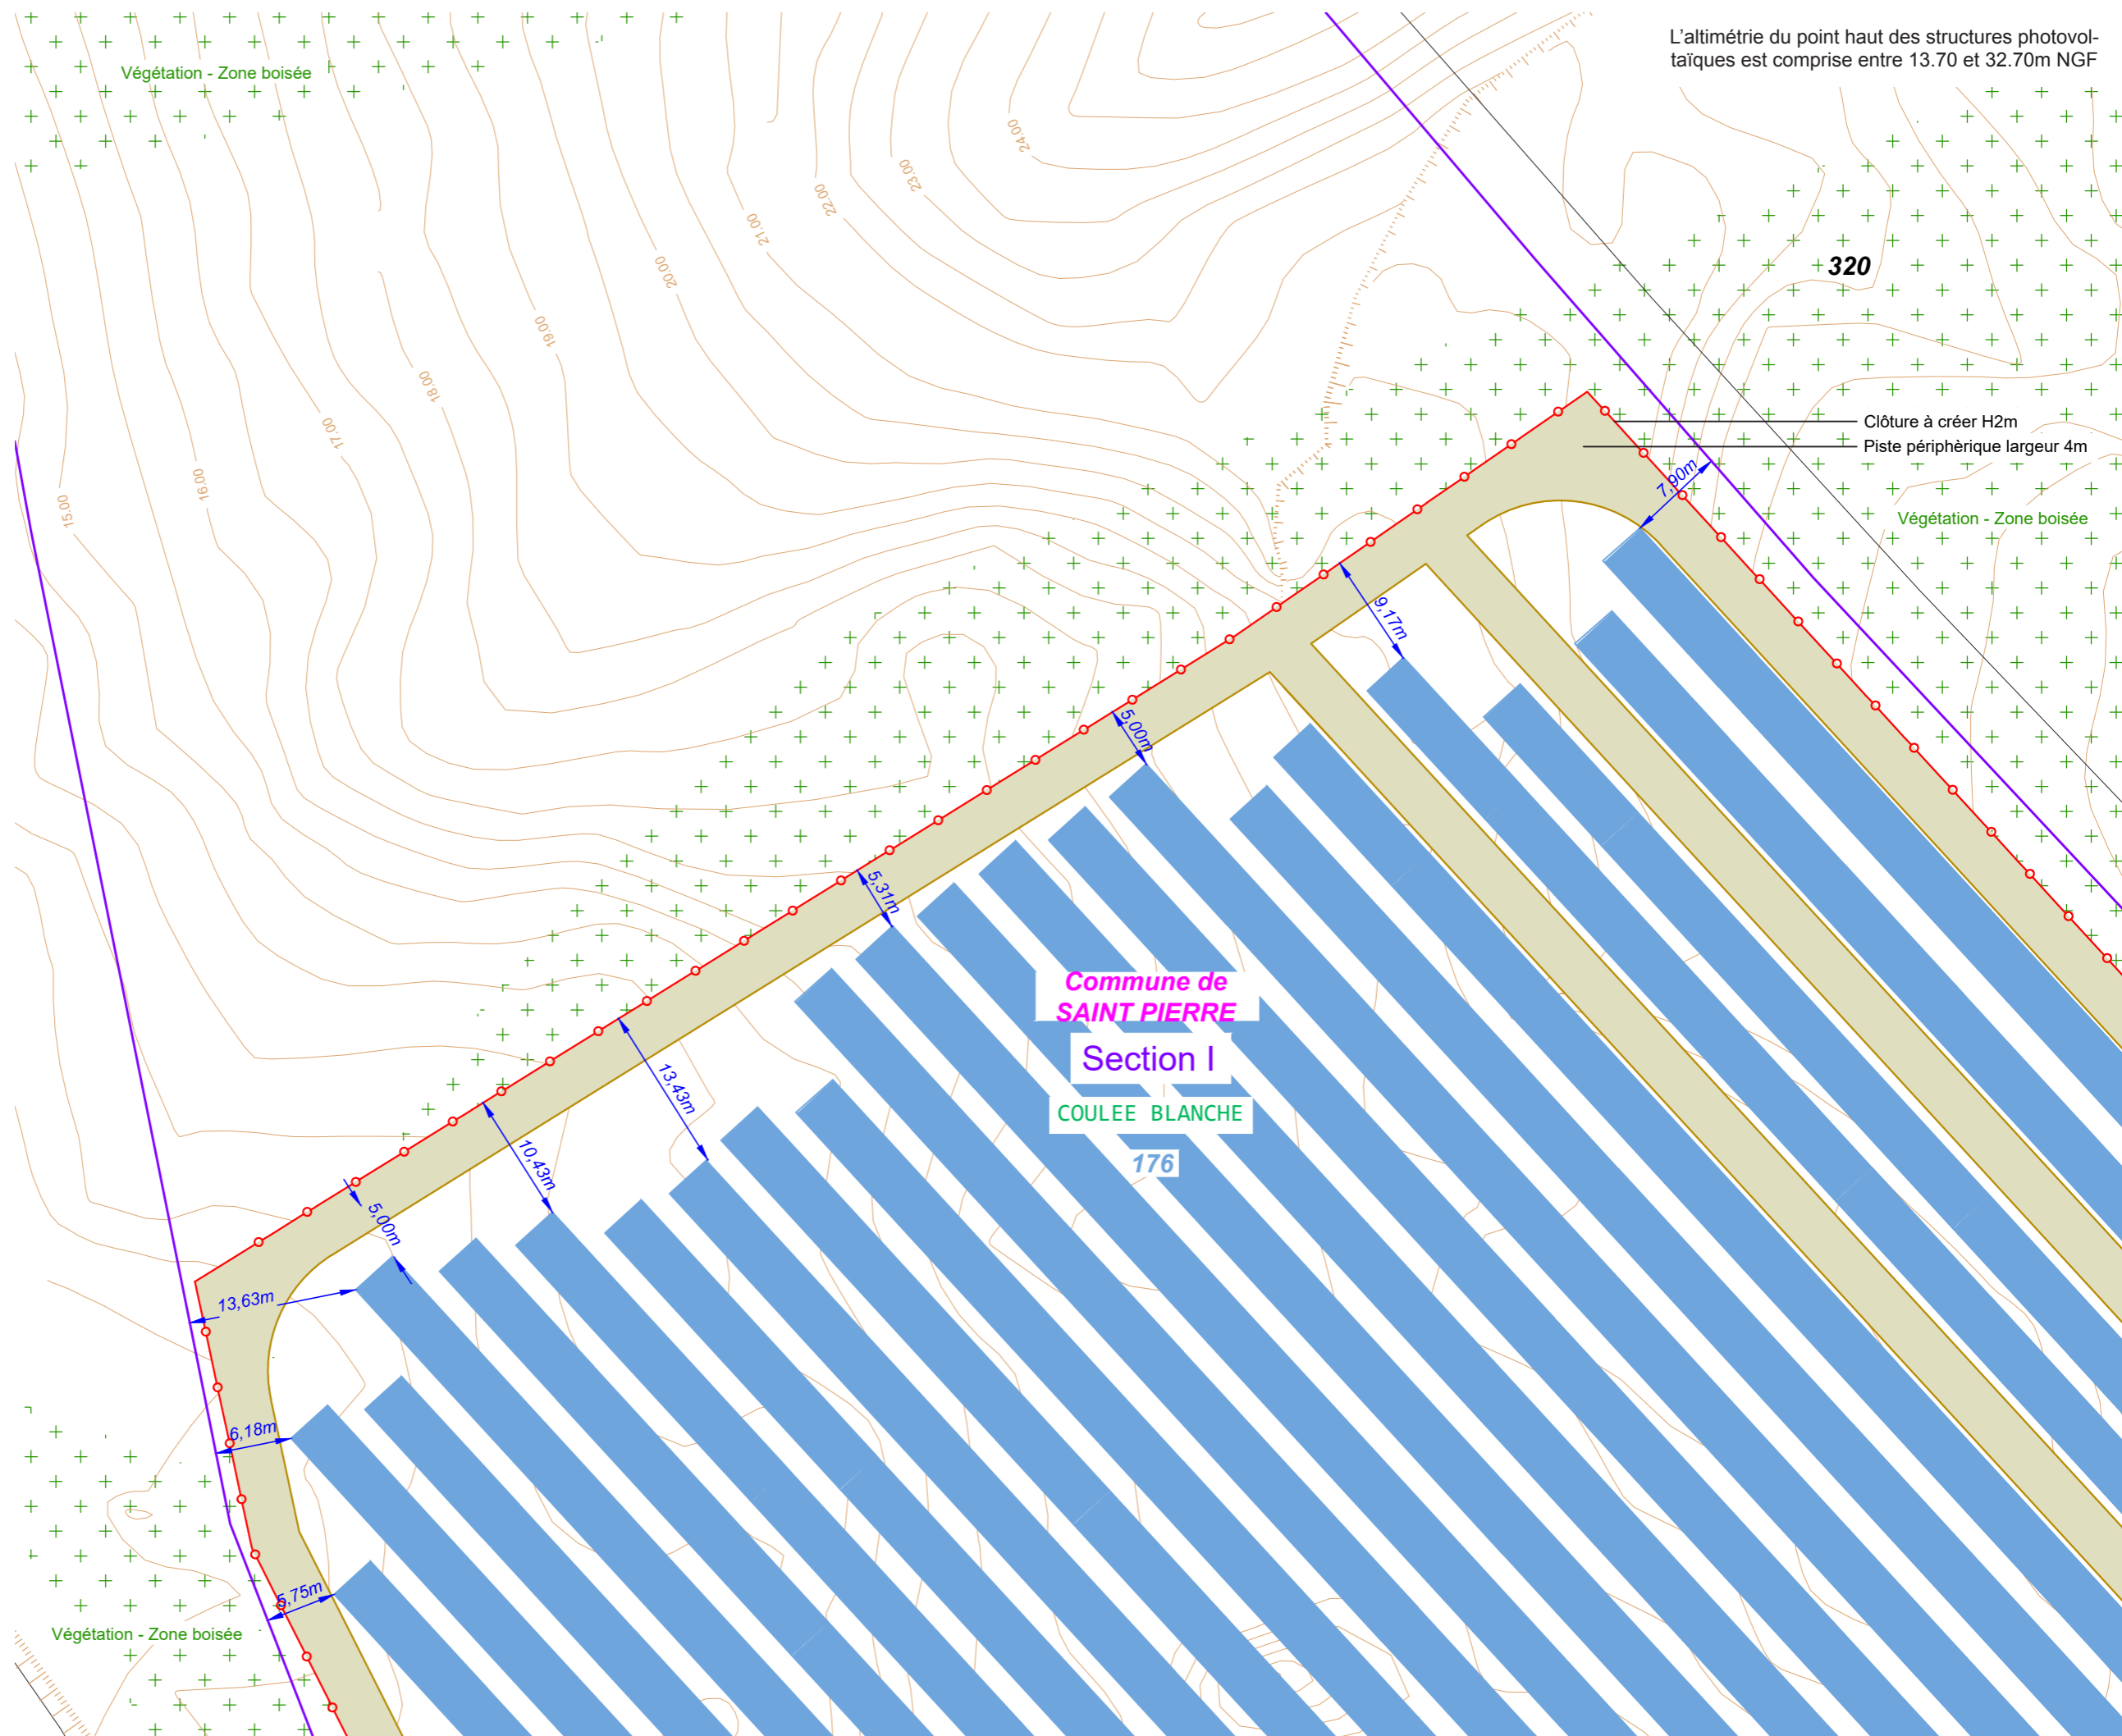 L'altimétrie du point haut des structures photovol-
taïques est comprise entre 13.70 et 32.70m NGF
Végétation - Zone boisée
24.00
23.00
22.00
21.00
20.00
19.00
18.00
17.00
16.00
15.00
320
Clôture à créer H2m
Piste périphèrique largeur 4m
7,90m
Végétation - Zone boisée
9,17m
5,00m
5,31m
Commune de
SAINT PIERRE
Section I
COULEE BLANCHE
176
13,43m
10,43m
5,00m
13,63m
6,18m
5,75m
Végétation - Zone boisée